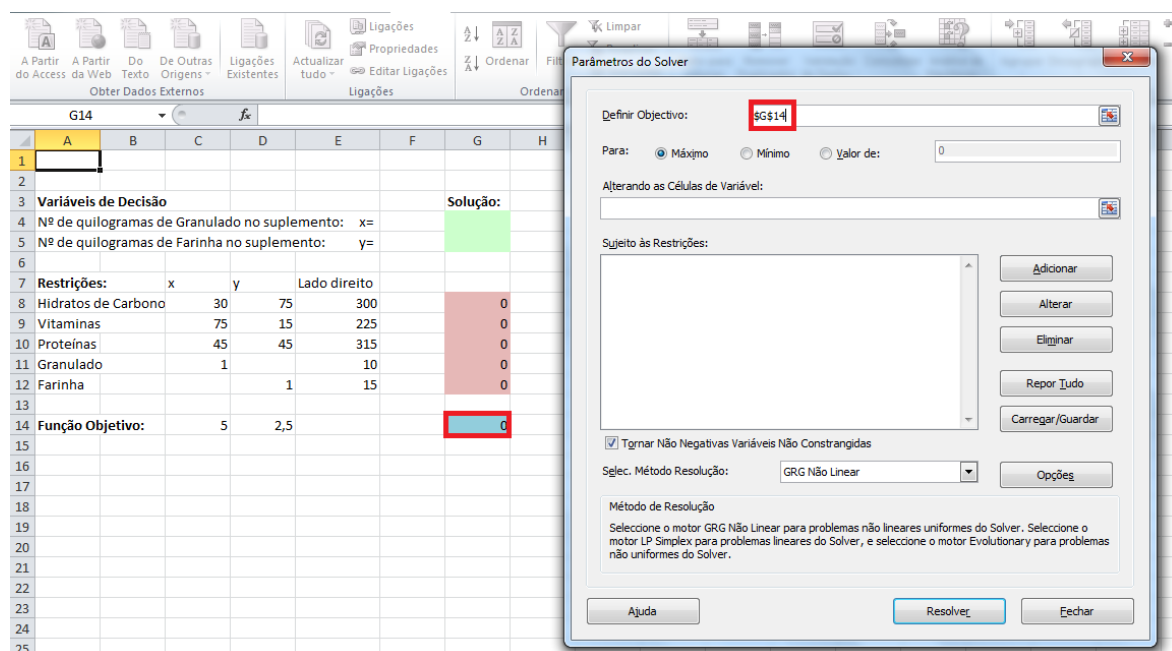 Ligações
Limpar
A Partir A Partir Do De Outras Ligações Actualizar Propriedades Ordenar
do Access da Web Texto Origens Existentes tudo Editar Ligações
Obter Dados Externos Ligações Ordenar
Parâmetros do Solver
G14 fx
A B C D E F G H
1
2
3 Variáveis de Decisão Solução:
4 Nº de quilogramas de Granulado no suplemento: x=
5 Nº de quilogramas de Farinha no suplemento: y=
6
7 Restrições: x y Lado direito
8 Hidratos de Carbono 30 75 300 0
9 Vitaminas 75 15 225 0
10 Proteínas 45 45 315 0
11 Granulado 1 10 0
12 Farinha 1 15 0
13
14 Função Objetivo: 5 2,5 0
15
16
17
18
19
20
21
22
23
24
25
Definir Objectivo: $G$14
Para: Máximo Mínimo Valor de: 0
Alterando as Células de Variável:
Sujeito às Restrições:
Adicionar
Alterar
Eliminar
Repor Tudo
Carregar/Guardar
Tornar Não Negativas Variáveis Não Constrangidas
Selec. Método Resolução: GRG Não Linear Opções
Método de Resolução
Seleccione o motor GRG Não Linear para problemas não lineares uniformes do Solver. Seleccione o
motor LP Simplex para problemas lineares do Solver, e seleccione o motor Evolutionary para problemas
não uniformes do Solver.
Ajuda Resolver Fechar